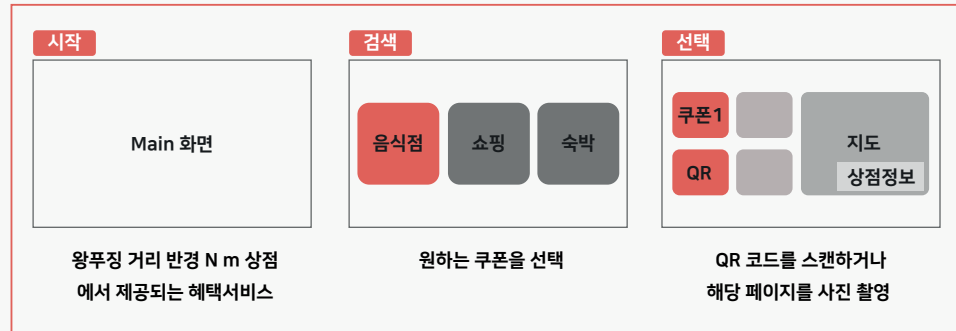 시작
Main 화면
왕푸징 거리 반경 N m 상점
에서 제공되는 혜택서비스
검색
음식점
쇼핑
숙박
원하는 쿠폰을 선택
선택
쿠폰1
QR
지도
상점정보
QR 코드를 스캔하거나
해당 페이지를 사진 촬영